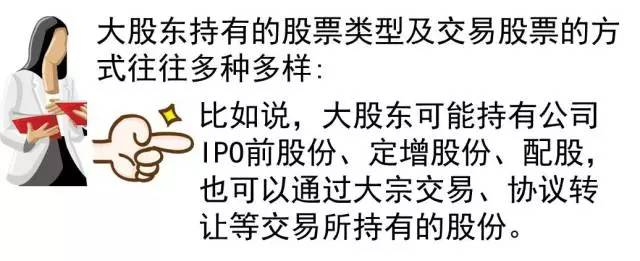 大股东持有的股票类型及交易股票的方
式往往多种多样:
比如说，大股东可能持有公司
IPO前股份、定增股份、配股，
也可以通过大宗交易、协议转
让等交易所持有的股份。